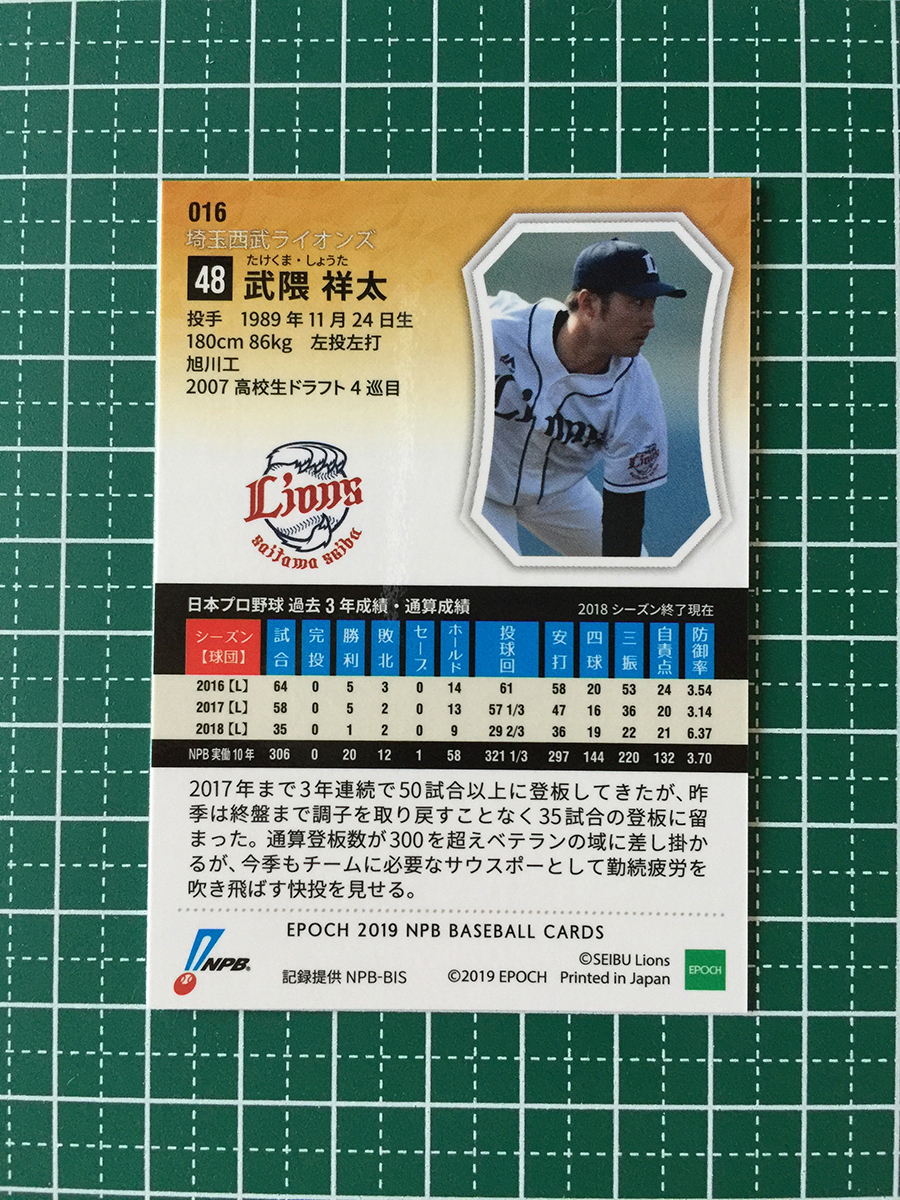 016
埼玉西武ライオンズ
48
たけくま・しょうた
武隈 祥太
投手 1989年11月24日生
180cm 86kg 左投左打
旭川工
2007 高校生ドラフト 4 巡目
L
Lions
Lions
saitama seibu
日本プロ野球 過去3年成績・通算成績 2018 シーズン終了現在
シーズン【球団】 試合 完投 勝利 敗北 セーブ ホールド 投球回 安打 四球 三振 自責点 防御率
2016【L】 64 0 5 3 0 14 61 58 20 53 24 3.54
2017【L】 58 0 5 2 0 13 57 1/3 47 16 36 20 3.14
2018【L】 35 0 1 2 0 9 29 2/3 36 19 22 21 6.37
NPB 実働 10 年 306 0 20 12 1 58 321 1/3 297 144 220 132 3.70
2017年まで3年連続で50試合以上に登板してきたが、昨
季は終盤まで調子を取り戻すことなく35試合の登板に留
まった。通算登板数が300を超えベテランの域に差し掛か
るが、今季もチームに必要なサウスポーとして勤続疲労を
吹き飛ばす快投を見せる。
EPOCH 2019 NPB BASEBALL CARDS
NPB®
記録提供 NPB-BIS
©SEIBU Lions
©2019 EPOCH Printed in Japan
EPOCH